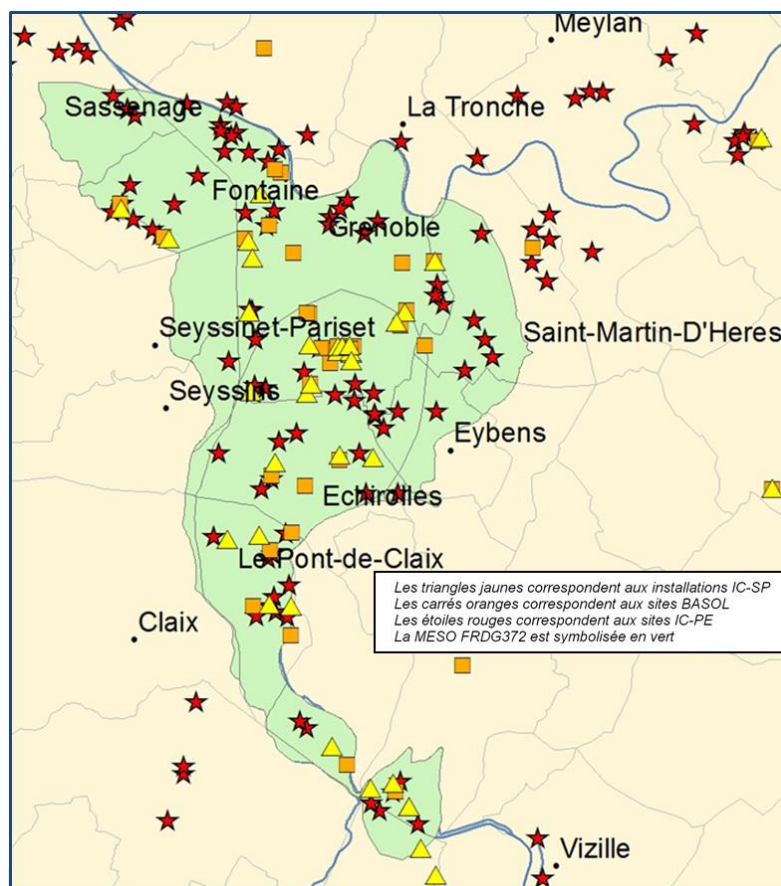 Meylan
Sassenage
La Tronche
Fontaine
Grenoble
Seyssinet-Pariset
Saint-Martin-D'Heres
Seyssins
Eybens
Echirolles
Le-Pont-de-Claix
Les triangles jaunes correspondent aux installations IC-SP
Les carrés oranges correspondent aux sites BASOL
Les étoiles rouges correspondent aux sites IC-PE
La MESO FRDG372 est symbolisée en vert
Claix
Vizille